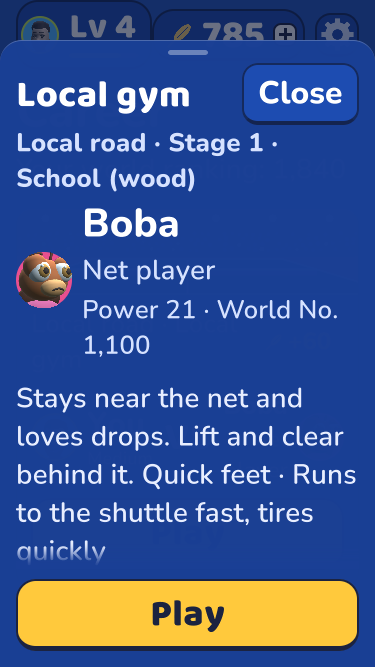 Lv 4
785
Local gym
Close
Local road · Stage 1 ·
School (wood)
Boba
Net player
Power 21 · World No.
1,100
Stays near the net and
loves drops. Lift and clear
behind it. Quick feet · Runs
to the shuttle fast, tires
quickly
Play